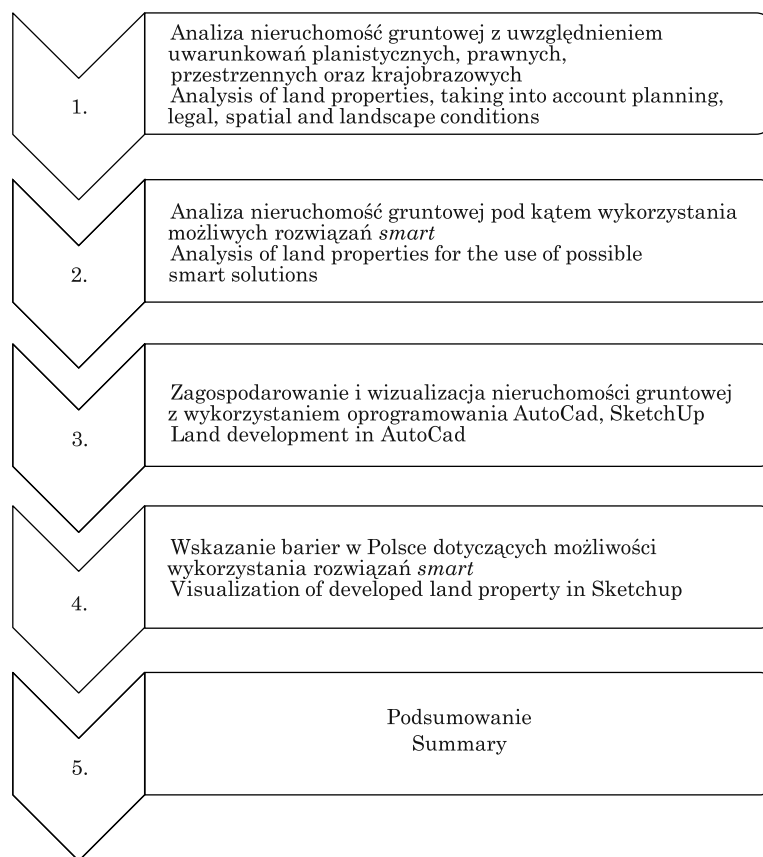 Analiza nieruchomość gruntowej z uwzględnieniem
uwarunkowań planistycznych, prawnych,
przestrzennych oraz krajobrazowych
Analysis of land properties, taking into account planning,
legal, spatial and landscape conditions
1.
Analiza nieruchomość gruntowej pod kątem wykorzystania
możliwych rozwiązań smart
Analysis of land properties for the use of possible
smart solutions
2.
Zagospodarowanie i wizualizacja nieruchomości gruntowej
z wykorzystaniem oprogramowania AutoCad, SketchUp
Land development in AutoCad
3.
Wskazanie barier w Polsce dotyczących możliwości
wykorzystania rozwiązań smart
Visualization of developed land property in Sketchup
4.
Podsumowanie
Summary
5.